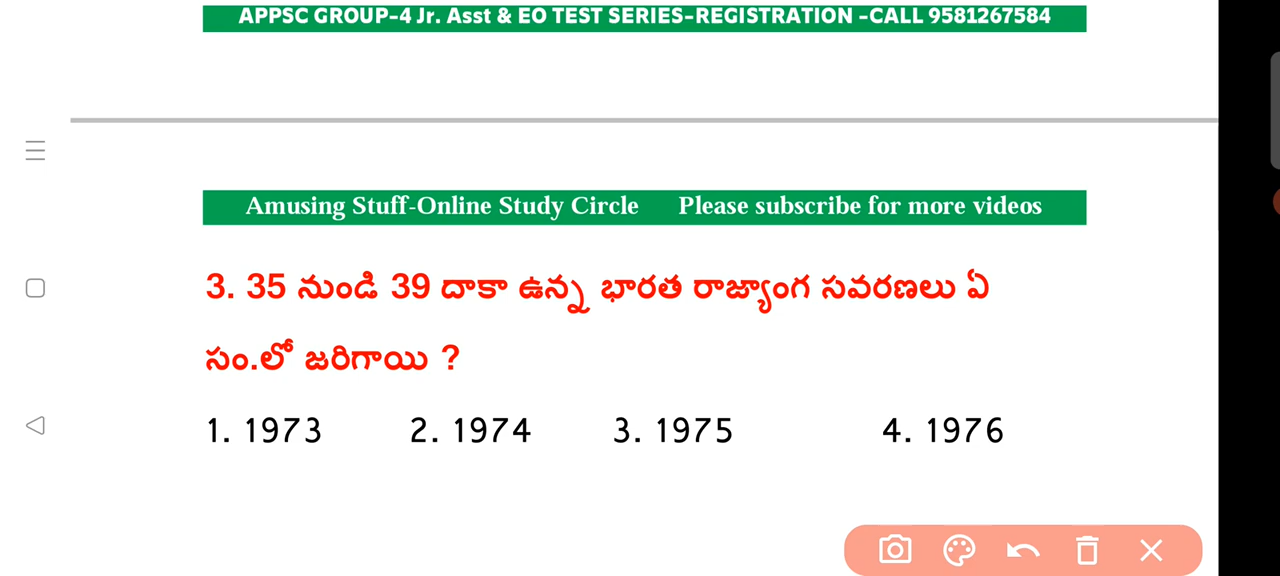 APPSC GROUP-4 Jr. Asst & EO TEST SERIES-REGISTRATION -CALL 9581267584
Amusing Stuff-Online Study Circle Please subscribe for more videos
3. 35 నుండి 39 దాకా ఉన్న భారత రాజ్యాంగ సవరణలు ఏ
సం.లో జరిగాయి ?
1. 1973 2. 1974 3. 1975 4. 1976